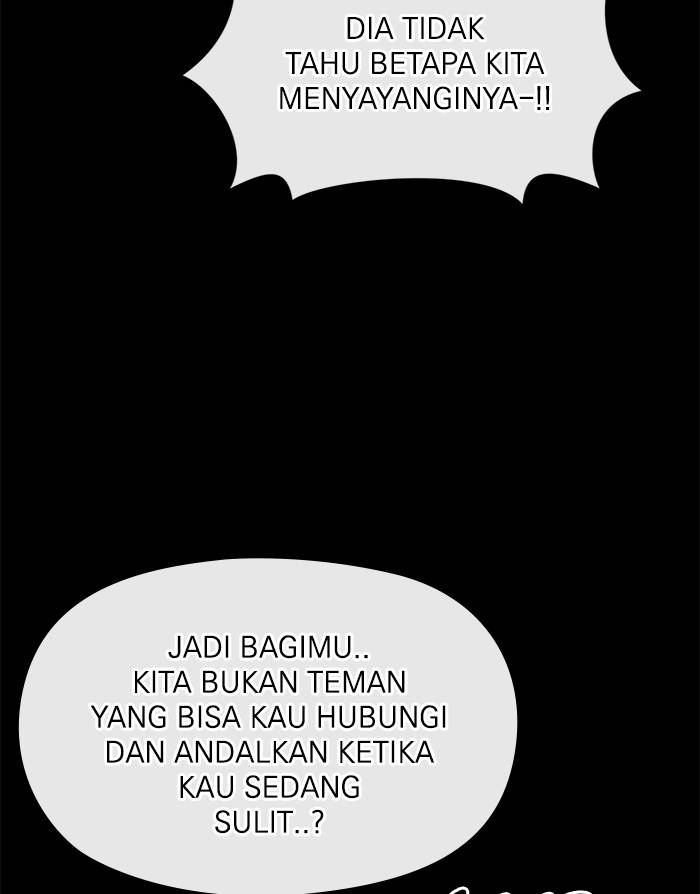 DIA TIDAK
TAHU BETAPA KITA
MENYAYANGINYA-!!
JADI BAGIMU..
KITA BUKAN TEMAN
YANG BISA KAU HUBUNGI
DAN ANDALKAN KETIKA
KAU SEDANG
SULIT..?